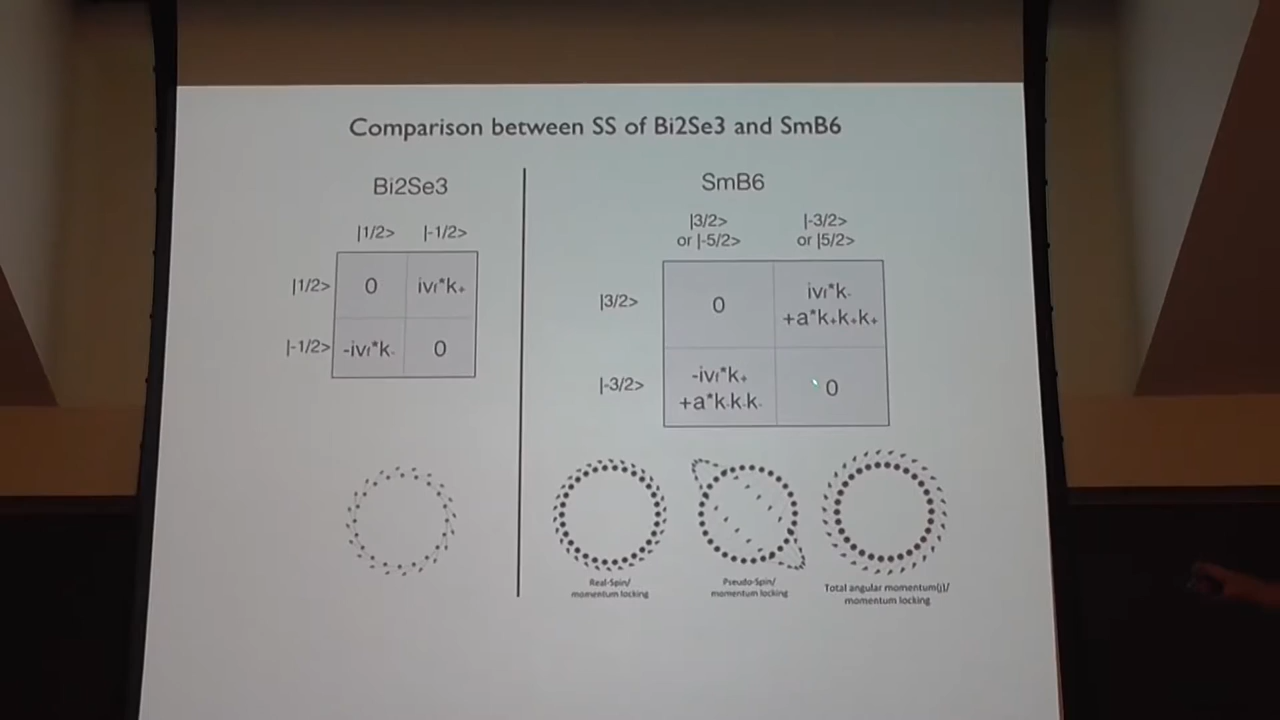 Comparison between SS of Bi2Se3 and SmB6
Bi2Se3
|1/2> |-1/2>
|1/2> 0 ivf*k+
|-1/2> -ivf*k- 0
SmB6
|3/2> |-3/2>
or |-5/2> or |5/2>
|3/2> 0 ivf*k-
+a*k+k+k+
|-3/2> -ivf*k+ 0
+a*k-k-k-
Real-Spin/
momentum locking
Pseudo-Spin/
momentum locking
Total angular momentum(j)/
momentum locking